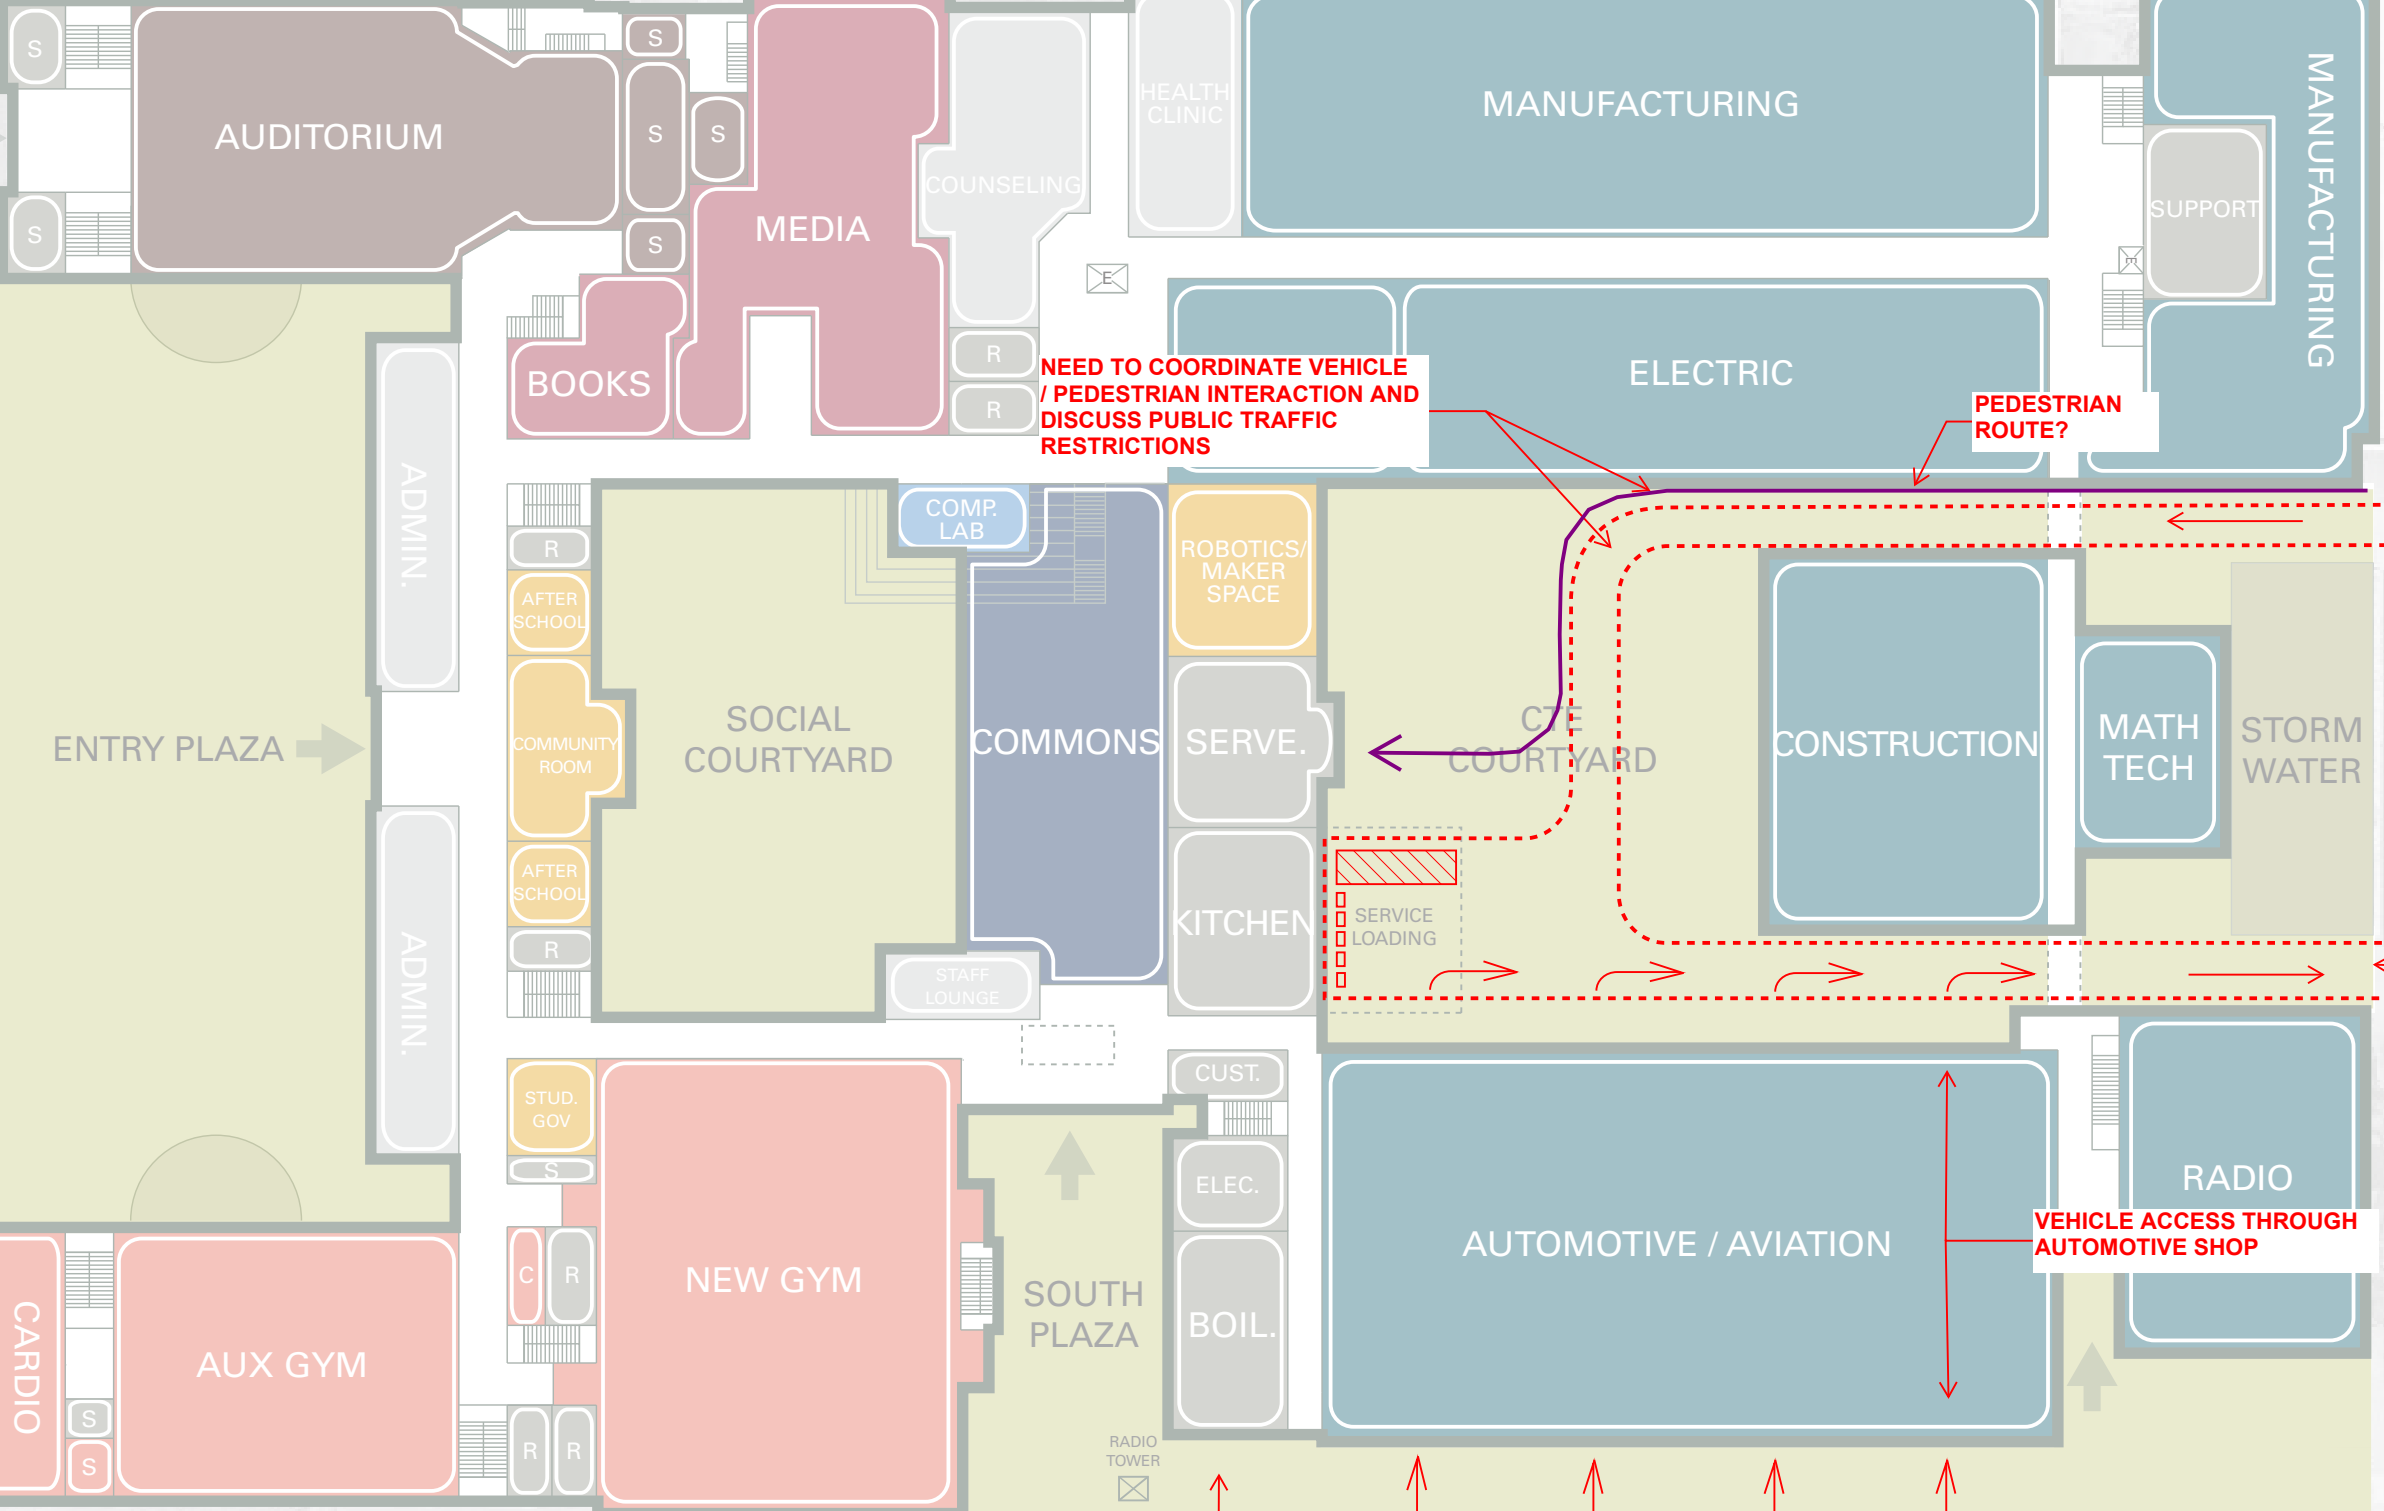 S
AUDITORIUM
S
S
S
S
S
MEDIA
BOOKS
COUNSELING
R
R
HEALTH
CLINIC
E
MANUFACTURING
MANUFACTURING
SUPPORT
E
ELECTRIC
NEED TO COORDINATE VEHICLE
/ PEDESTRIAN INTERACTION AND
DISCUSS PUBLIC TRAFFIC
RESTRICTIONS
PEDESTRIAN
ROUTE?
ADMIN.
ENTRY PLAZA
ADMIN.
R
AFTER
SCHOOL
COMMUNITY
ROOM
AFTER
SCHOOL
R
SOCIAL
COURTYARD
COMP.
LAB
COMMONS
STAFF
LOUNGE
ROBOTICS/
MAKER
SPACE
SERVE.
KITCHEN
CTE
COURTYARD
SERVICE
LOADING
CONSTRUCTION
MATH
TECH
STORM
WATER
STUD.
GOV
S
C
R
R
R
NEW GYM
CARDIO
S
S
AUX GYM
SOUTH
PLAZA
RADIO
TOWER
CUST.
ELEC.
BOIL.
AUTOMOTIVE / AVIATION
RADIO
VEHICLE ACCESS THROUGH
AUTOMOTIVE SHOP